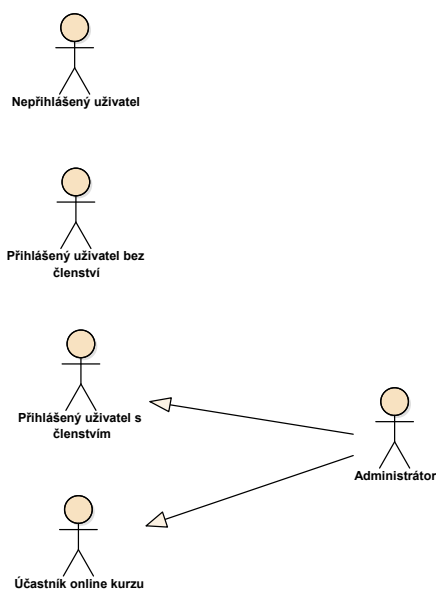 Nepřihlášený uživatel
Přihlášený uživatel bez
členství
Přihlášený uživatel s
členstvím
Administrátor
Účastník online kurzu